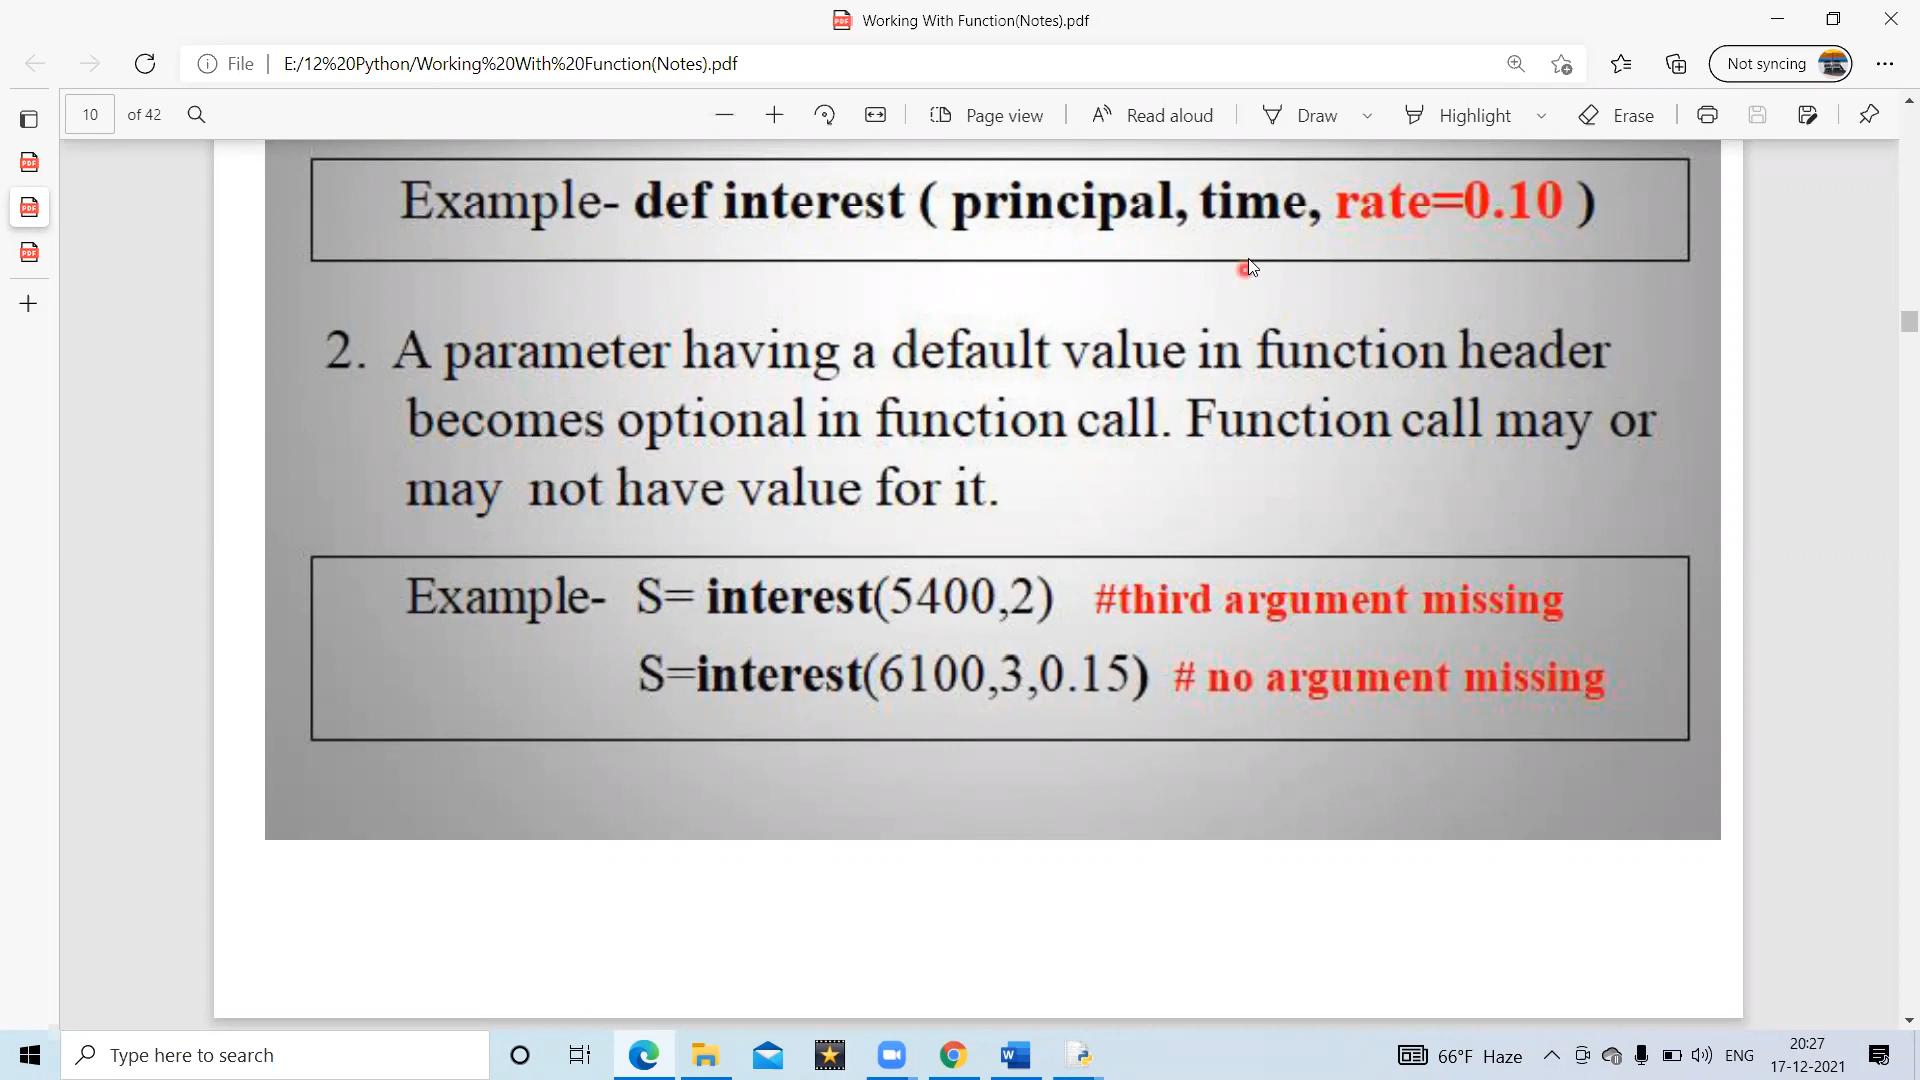 Working With Function(Notes).pdf
File | E:/12%20Python/Working%20With%20Function(Notes).pdf
Not syncing
10 of 42
Page view
Read aloud
Draw
Highlight
Erase
Example- def interest ( principal, time, rate=0.10 )
2. A parameter having a default value in function header
becomes optional in function call. Function call may or
may not have value for it.
Example- S= interest(5400,2) #third argument missing
S=interest(6100,3,0.15) # no argument missing
Type here to search
66°F Haze
ENG
20:27
17-12-2021